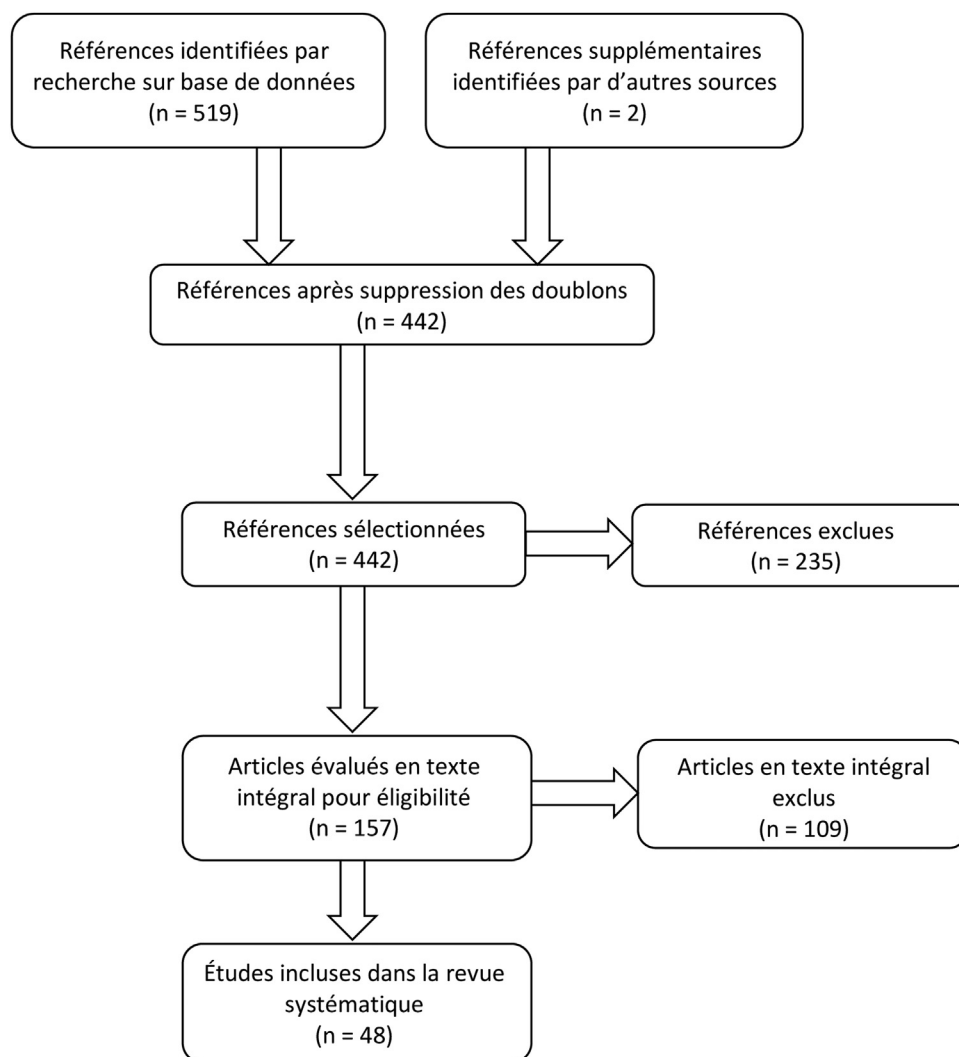 Références identifiées par
recherche sur base de données
(n = 519)
Références supplémentaires
identifiées par d’autres sources
(n = 2)
Références après suppression des doublons
(n = 442)
Références sélectionnées
(n = 442)
Références exclues
(n = 235)
Articles évalués en texte
intégral pour éligibilité
(n = 157)
Articles en texte intégral
exclus
(n = 109)
Études incluses dans la revue
systématique
(n = 48)